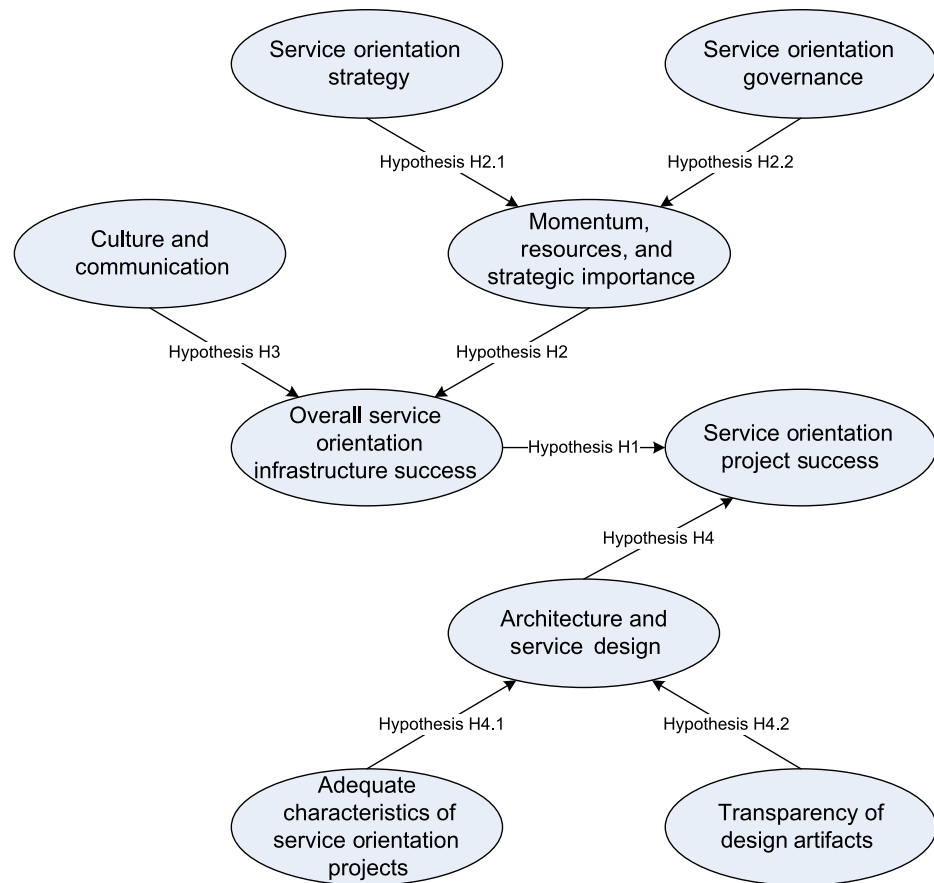 Service orientation
strategy
Service orientation
governance
Hypothesis H2.1
Hypothesis H2.2
Culture and
communication
Momentum,
resources, and
strategic importance
Hypothesis H3
Hypothesis H2
Overall service
orientation
infrastructure success
Hypothesis H1
Service orientation
project success
Hypothesis H4
Architecture and
service design
Hypothesis H4.1
Hypothesis H4.2
Adequate
characteristics of
service orientation
projects
Transparency of
design artifacts